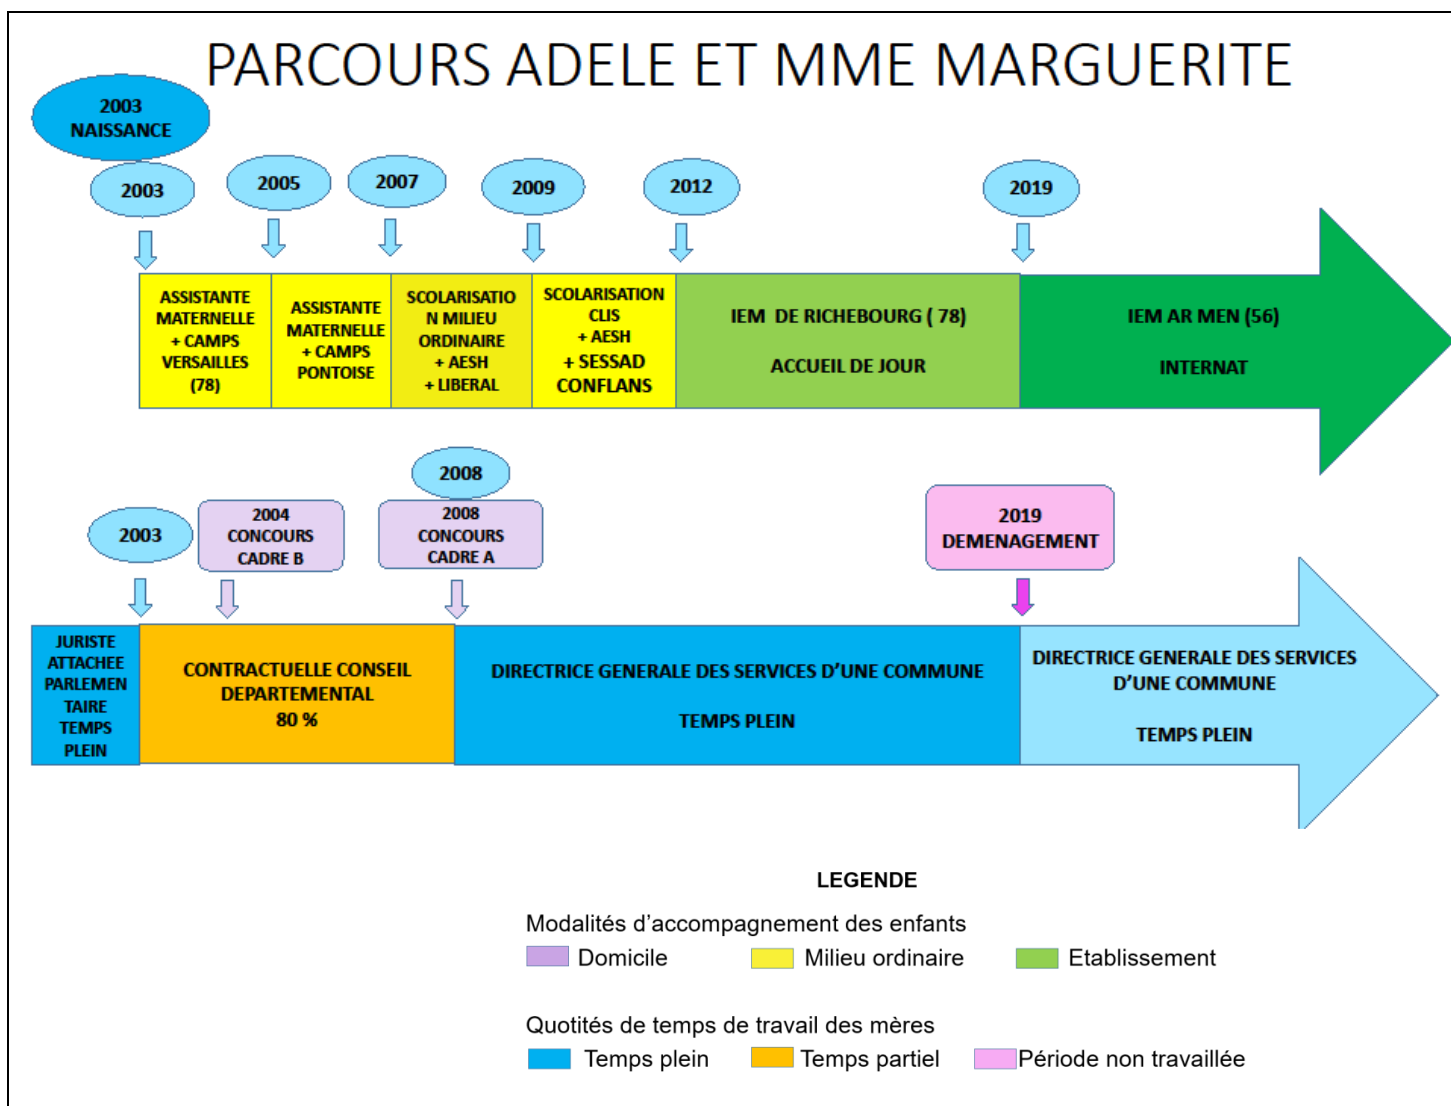 PARCOURS ADELE ET MME MARGUERITE
2003
NAISSANCE
2003
2005
2007
2009
2012
2019
ASSISTANTE
MATERNELLE
+ CAMPS
VERSAILLES
(78)
ASSISTANTE
MATERNELLE
+ CAMPS
PONTOISE
SCOLARISATIO
N MILIEU
ORDINAIRE
+ AESH
+ LIBERAL
SCOLARISATION
CLIS
+ AESH
+ SESSAD
CONFLANS
IEM DE RICHEBOURG ( 78)
ACCUEIL DE JOUR
IEM AR MEN (56)
INTERNAT
2003
2004
CONCOURS
CADRE B
2008
2008
CONCOURS
CADRE A
2019
DEMENAGEMENT
JURISTE
ATTACHEE
PARLEMEN
TAIRE
TEMPS
PLEIN
CONTRACTUELLE CONSEIL
DEPARTEMENTAL
80 %
DIRECTRICE GENERALE DES SERVICES D'UNE COMMUNE
TEMPS PLEIN
DIRECTRICE GENERALE DES SERVICES
D'UNE COMMUNE
TEMPS PLEIN
LEGENDE
Modalités d'accompagnement des enfants
Domicile
Milieu ordinaire
Etablissement
Quotités de temps de travail des mères
Temps plein
Temps partiel
Période non travaillée